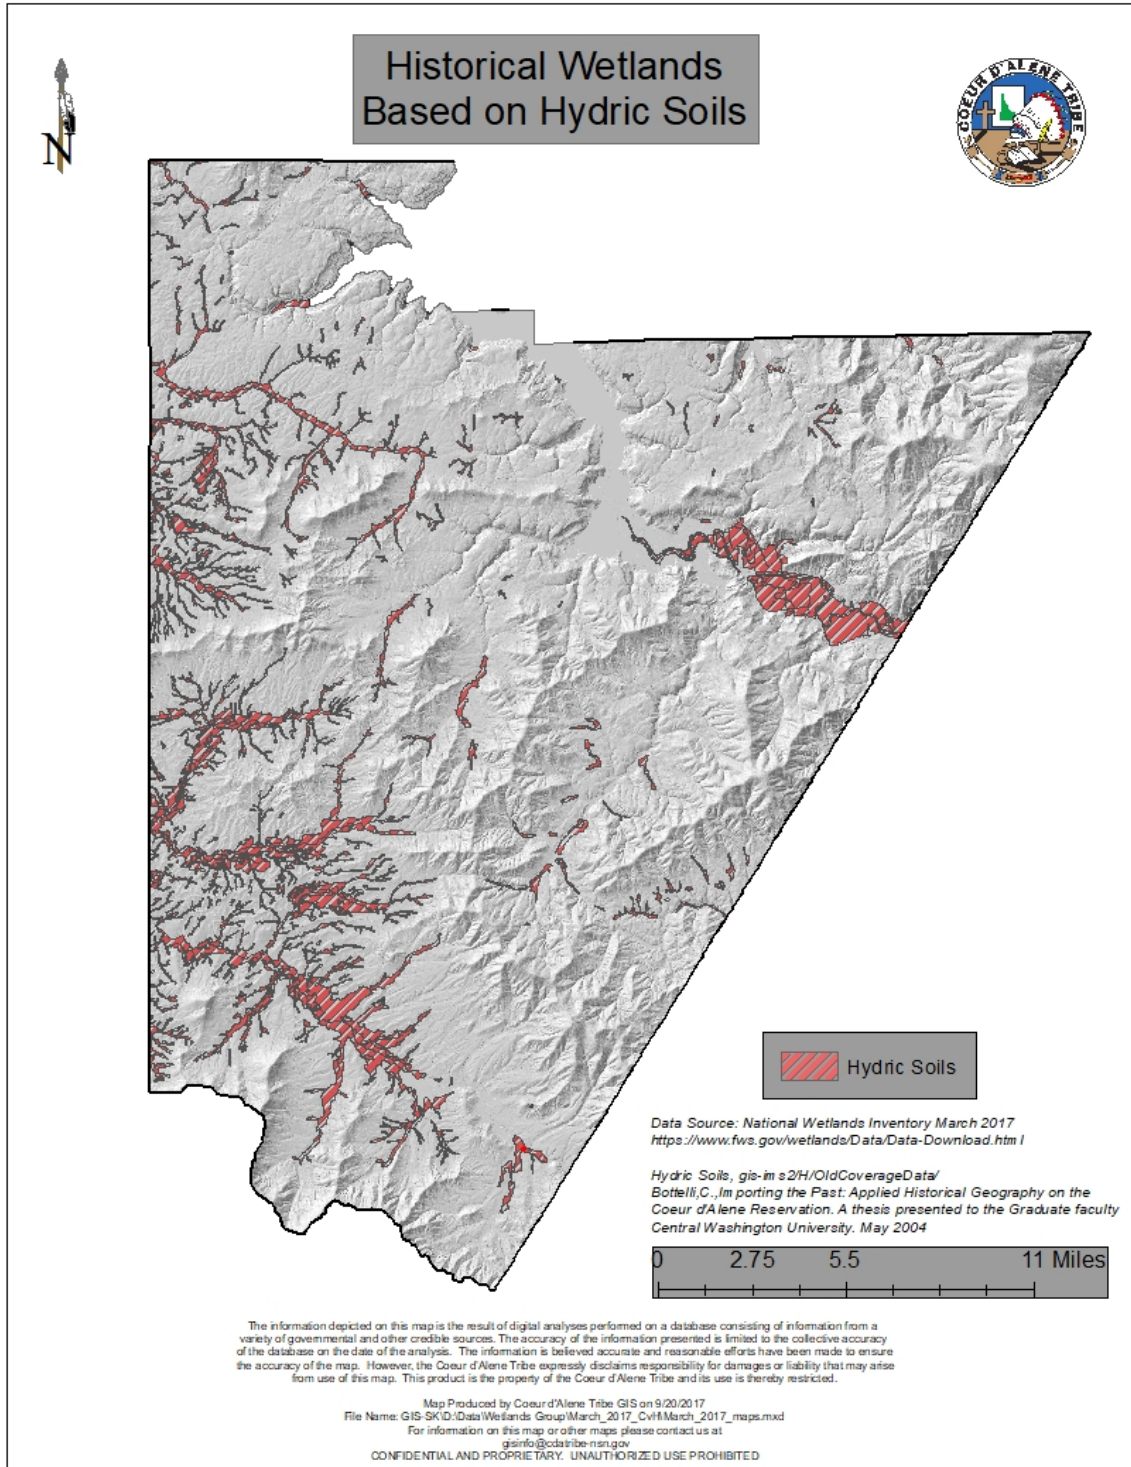 Historical Wetlands
Based on Hydric Soils
COEUR D'ALENE TRIBE
N
Hydric Soils
Data Source: National Wetlands Inventory March 2017
https://www.fws.gov/wetlands/Data/Data-Download.html
Hydric Soils, gis-ims2/H/OldCoverageData/
Bottelli,C.,Importing the Past: Applied Historical Geography on the
Coeur d'Alene Reservation. A thesis presented to the Graduate faculty
Central Washington University. May 2004
0 2.75 5.5 11 Miles
The information depicted on this map is the result of digital analyses performed on a database consisting of information from a
variety of governmental and other credible sources. The accuracy of the information presented is limited to the collective accuracy
of the database on the date of the analysis. The information is believed accurate and reasonable efforts have been made to ensure
the accuracy of the map. However, the Coeur d'Alene Tribe expressly disclaims responsibility for damages or liability that may arise
from use of this map. This product is the property of the Coeur d'Alene Tribe and its use is thereby restricted.
Map Produced by Coeur d'Alene Tribe GIS on 9/20/2017
File Name: GIS-SK\D:\Data\Wetlands Group\March_2017_CvH\March_2017_maps.mxd
For information on this map or other maps please contact us at
gisinfo@cdatribe-nsn.gov
CONFIDENTIAL AND PROPRIETARY. UNAUTHORIZED USE PROHIBITED